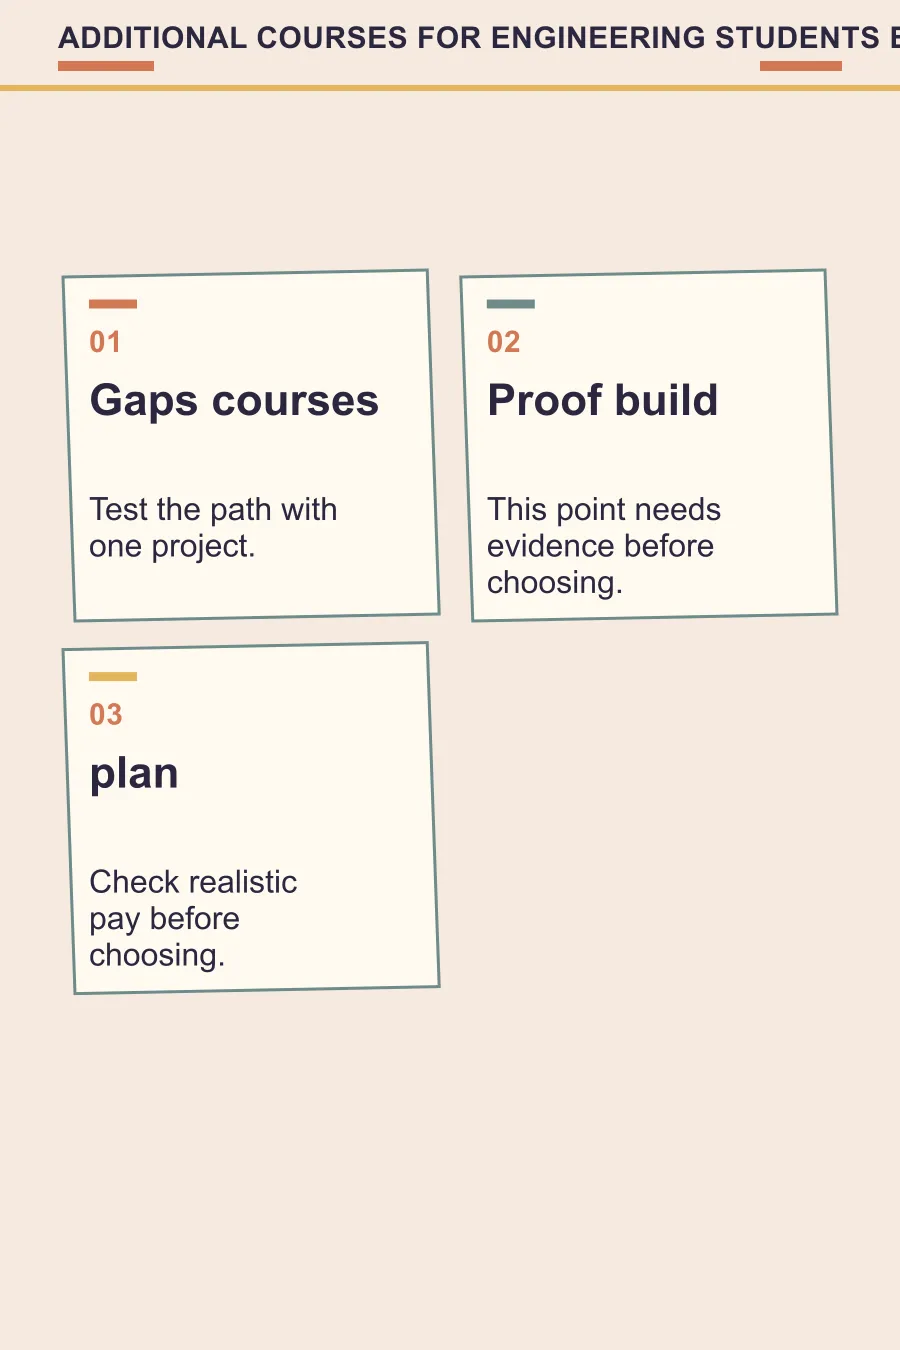 ADDITIONAL COURSES FOR ENGINEERING STUDENTS
01
Gaps courses
Test the path with
one project.
02
Proof build
This point needs
evidence before
choosing.
03
plan
Check realistic
pay before
choosing.